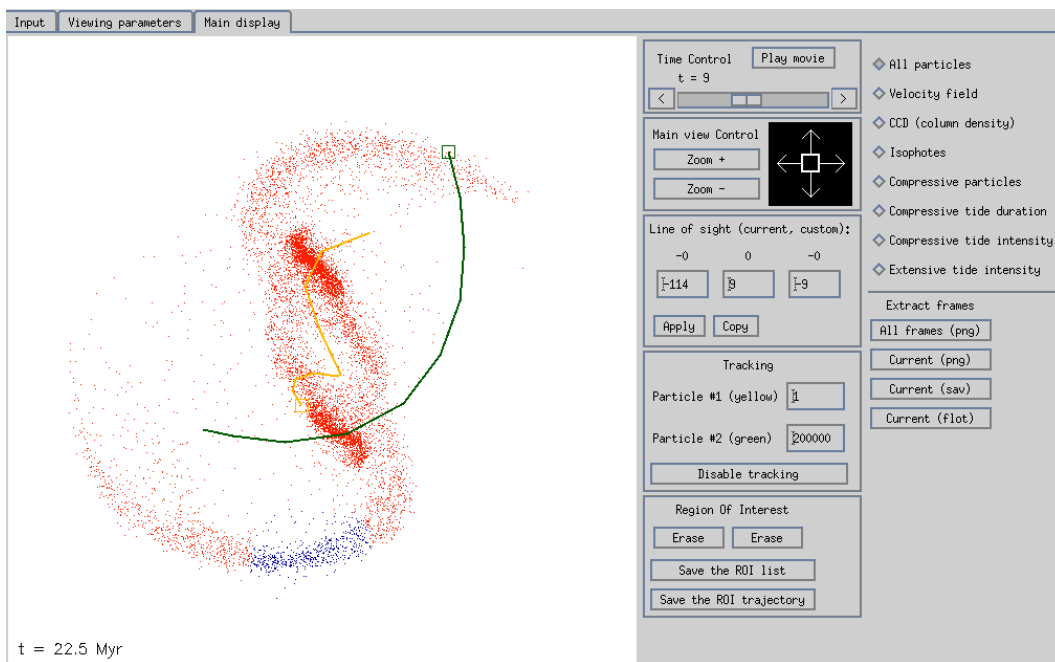 Input Viewing parameters Main display
Time Control Play movie
t = 9
< >
Main view Control
Zoom +
Zoom -
Line of sight (current, custom):
-0 0 -0
-114 9 -9
Apply Copy
Tracking
Particle #1 (yellow) 1
Particle #2 (green) 200000
Disable tracking
Region Of Interest
Erase Erase
Save the ROI list
Save the ROI trajectory
All particles
Velocity field
CCD (column density)
Isophotes
Compressive particles
Compressive tide duration
Compressive tide intensity
Extensive tide intensity
Extract frames
All frames (png)
Current (png)
Current (sav)
Current (flot)
t = 22.5 Myr